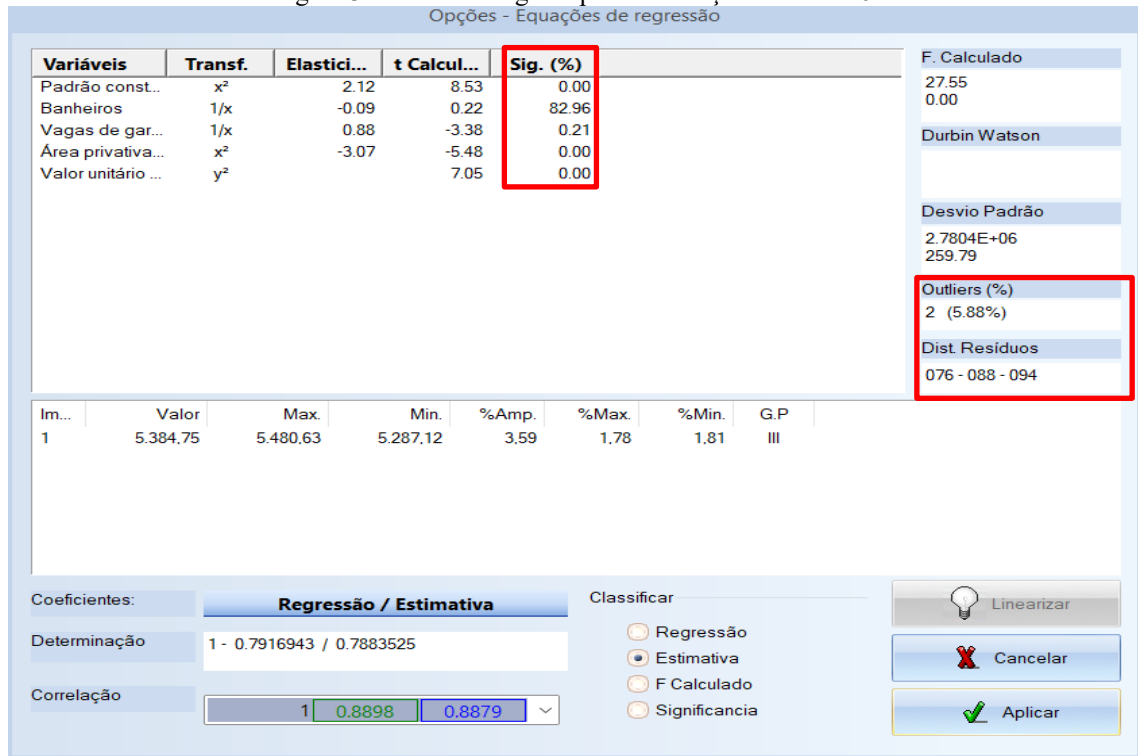 Opções - Equações de regressão
Variáveis Transf. Elastici... t Calcul... Sig. (%)
Padrão const... x² 2.12 8.53 0.00
Banheiros 1/x -0.09 0.22 82.96
Vagas de gar... 1/x 0.88 -3.38 0.21
Área privativa... x² -3.07 -5.48 0.00
Valor unitário ... y² 7.05 0.00
F. Calculado
27.55
0.00
Durbin Watson
Desvio Padrão
2.7804E+06
259.79
Outliers (%)
2 (5.88%)
Dist. Resíduos
076 - 088 - 094
Im... Valor Max. Min. %Amp. %Max. %Min. G.P
1 5.384,75 5.480,63 5.287,12 3,59 1,78 1,81 III
Coeficientes:
Regressão / Estimativa
Determinação
1 - 0.7916943 / 0.7883525
Correlação
1 0.8898 0.8879
Classificar
Regressão
Estimativa
F Calculado
Significancia
Linearizar
Cancelar
Aplicar